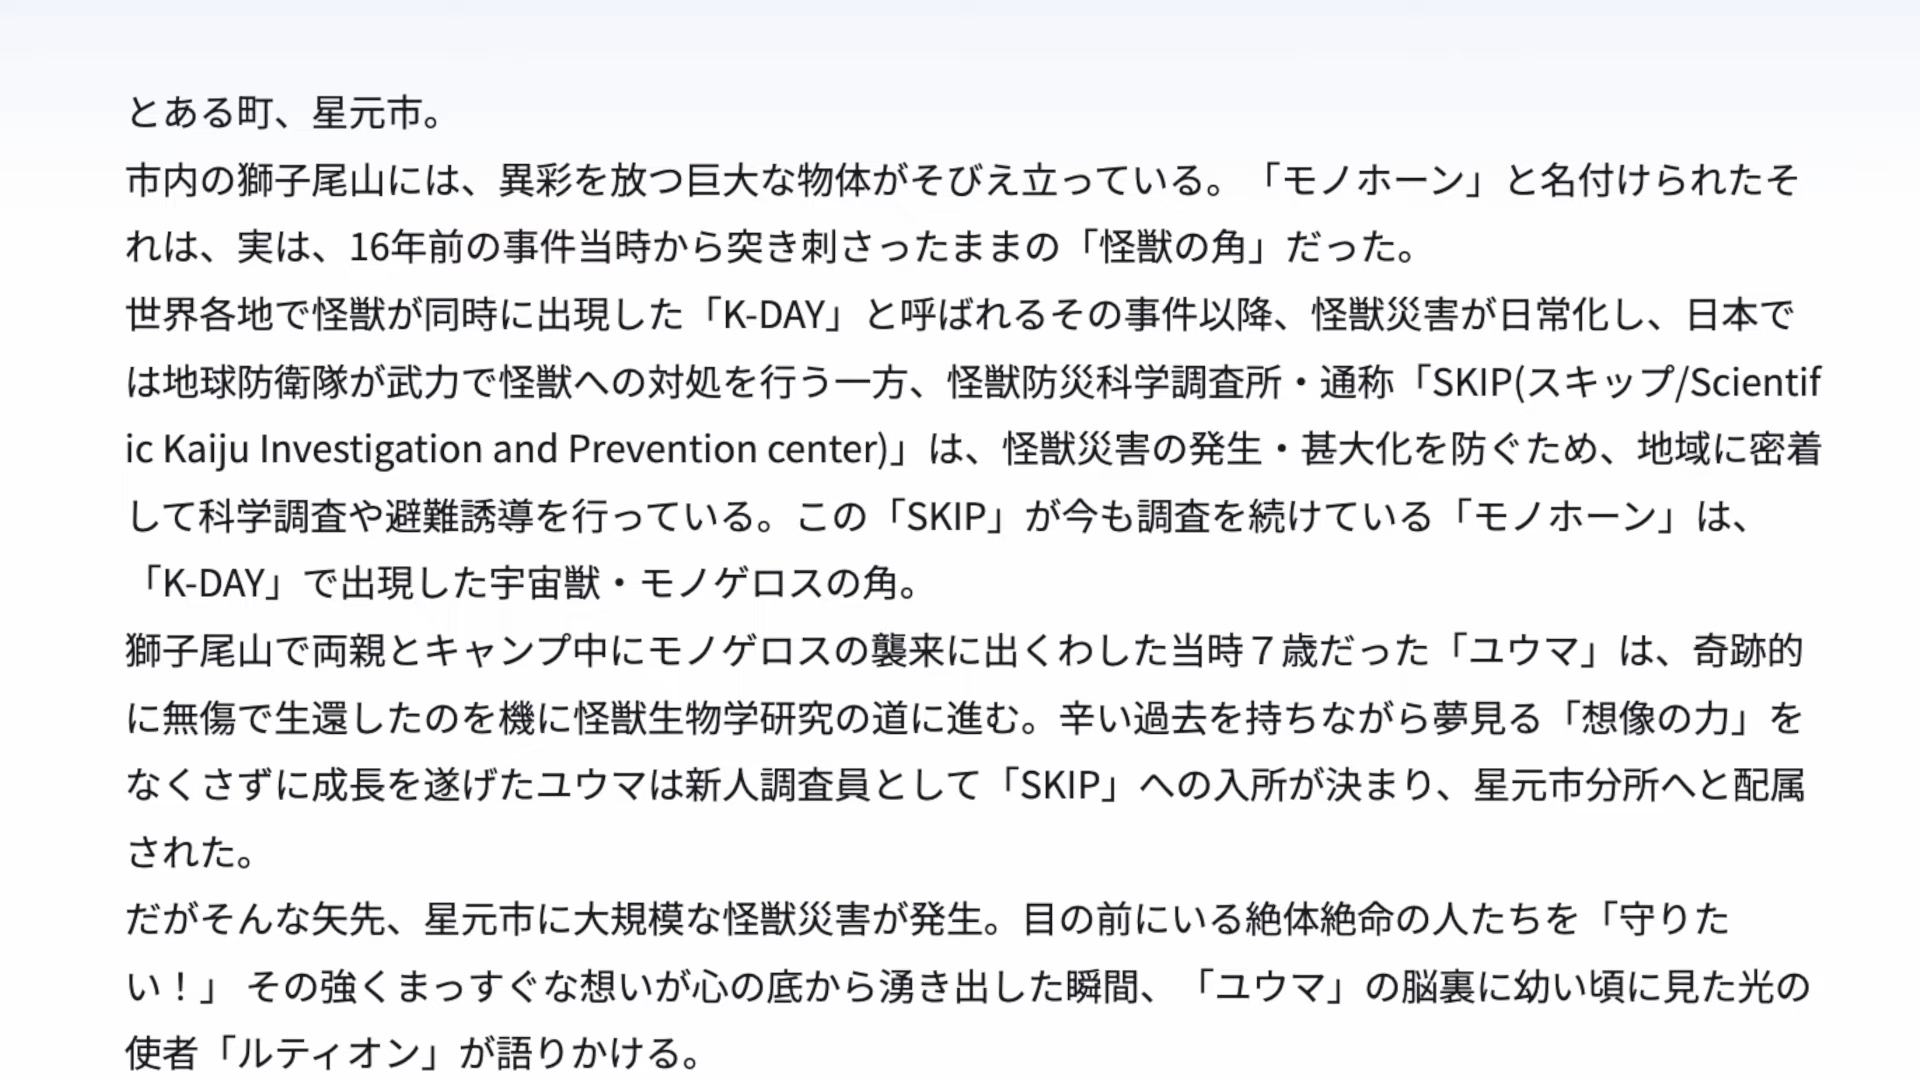 とある町、星元市。
市内の獅子尾山には、異彩を放つ巨大な物体がそびえ立っている。「モノホーン」と名付けられたそ
れは、実は、16年前の事件当時から突き刺さったままの「怪獣の角」だった。
世界各地で怪獣が同時に出現した「K-DAY」と呼ばれるその事件以降、怪獣災害が日常化し、日本で
は地球防衛隊が武力で怪獣への対処を行う一方、怪獣防災科学調査所・通称「SKIP(スキップ/Scientif
ic Kaiju Investigation and Prevention center)」は、怪獣災害の発生・甚大化を防ぐため、地域に密着
して科学調査や避難誘導を行っている。この「SKIP」が今も調査を続けている「モノホーン」は、
「K-DAY」で出現した宇宙獣・モノゲロスの角。
獅子尾山で両親とキャンプ中にモノゲロスの襲来に出くわした当時７歳だった「ユウマ」は、奇跡的
に無傷で生還したのを機に怪獣生物学研究の道に進む。辛い過去を持ちながら夢見る「想像の力」を
なくさずに成長を遂げたユウマは新人調査員として「SKIP」への入所が決まり、星元市分所へと配属
された。
だがそんな矢先、星元市に大規模な怪獣災害が発生。目の前にいる絶体絶命の人たちを「守りた
い！」 その強くまっすぐな想いが心の底から湧き出した瞬間、「ユウマ」の脳裏に幼い頃に見た光の
使者「ルティオン」が語りかける。